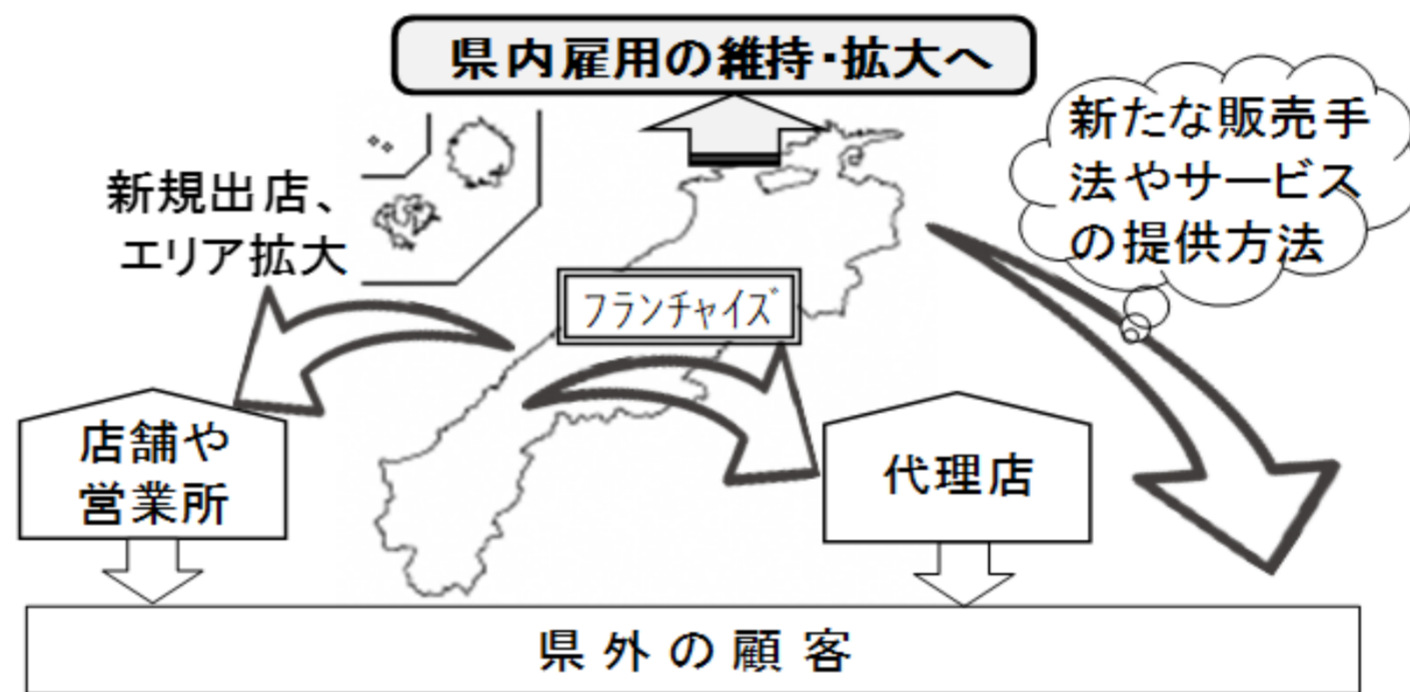 県内雇用の維持・拡大へ
新たな販売手
法やサービス
の提供方法
新規出店、
エリア拡大
フランチャイズ
店舗や
営業所
代理店
県外の顧客